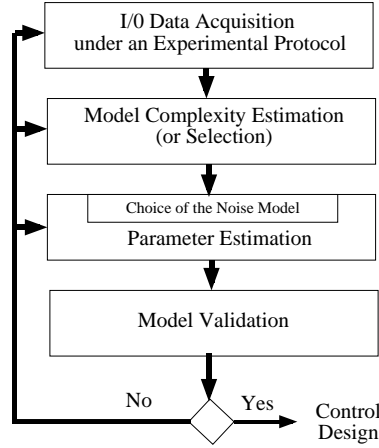 I/0 Data Acquisition
under an Experimental Protocol
Model Complexity Estimation
(or Selection)
Choice of the Noise Model
Parameter Estimation
Model Validation
No
Yes
Control
Design